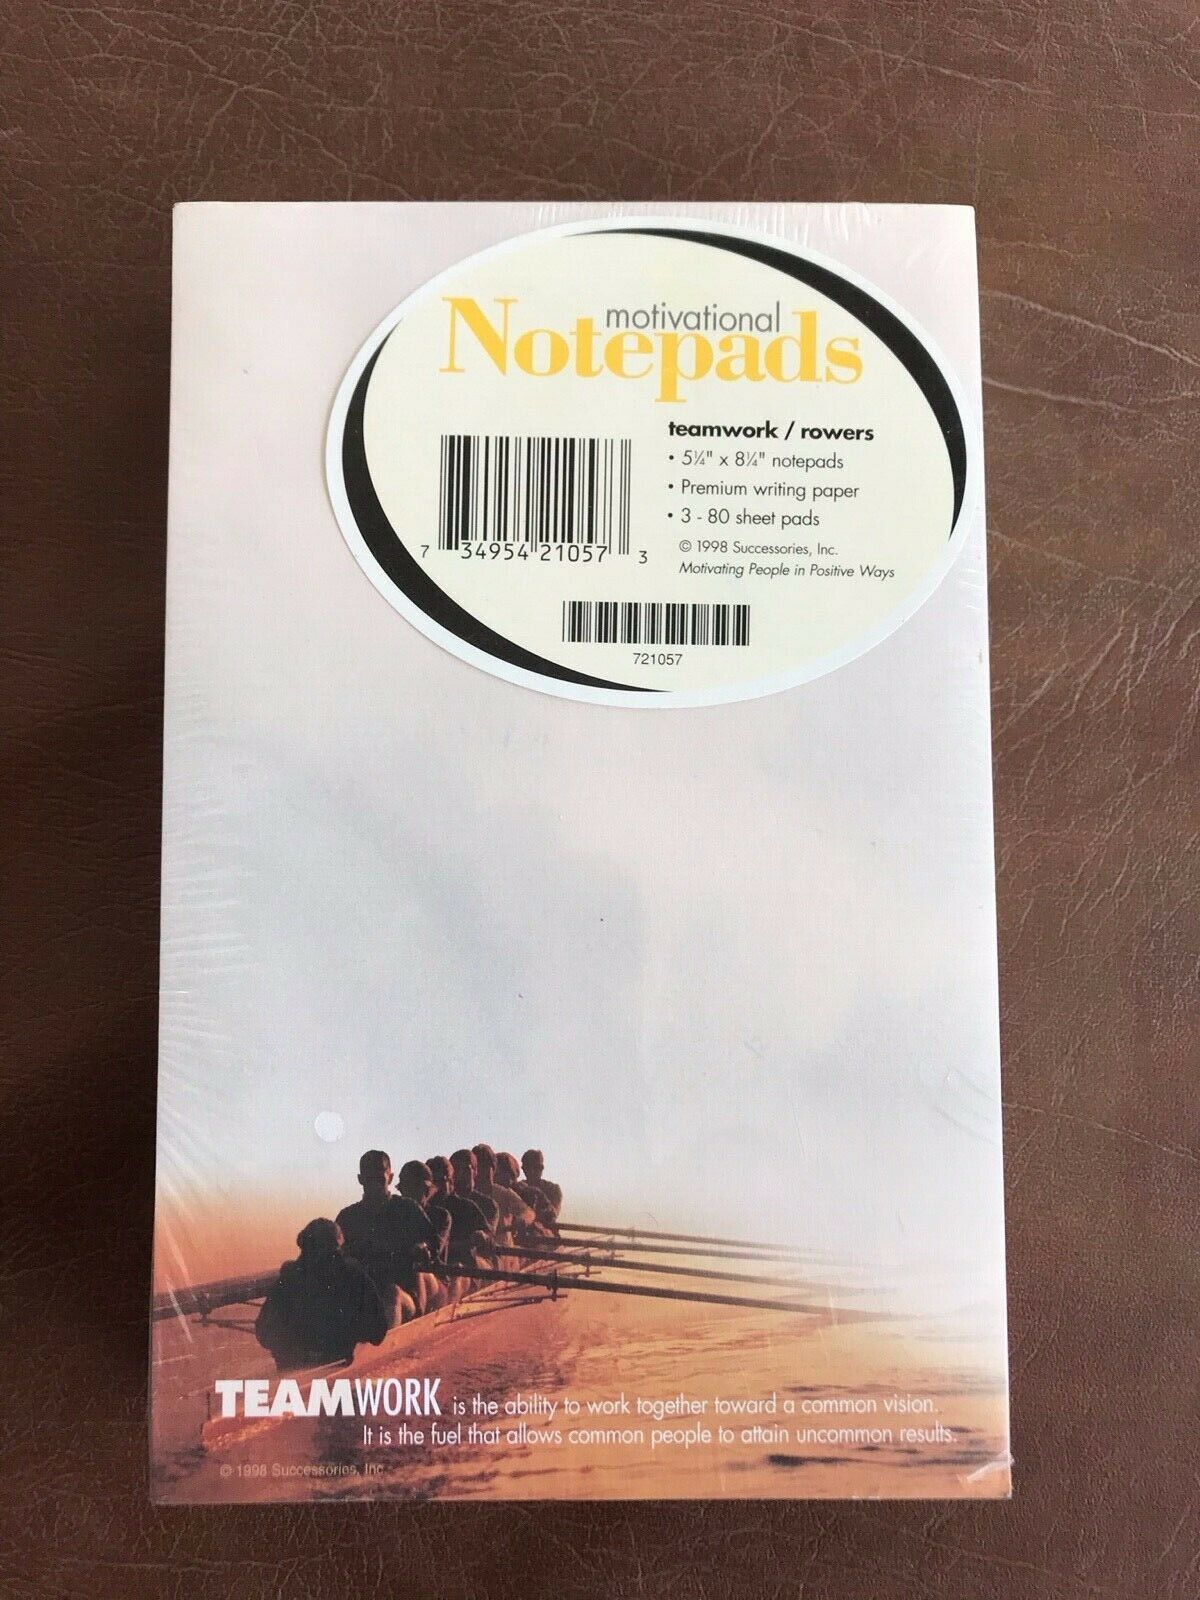 motivational
Notepads
teamwork / rowers
• 5¼" x 8¼" notepads
• Premium writing paper
• 3 - 80 sheet pads
© 1998 Successories, Inc.
Motivating People in Positive Ways
7 34954 21057 3
721057
TEAMWORK is the ability to work together toward a common vision.
It is the fuel that allows common people to attain uncommon results.
© 1998 Successories, Inc.